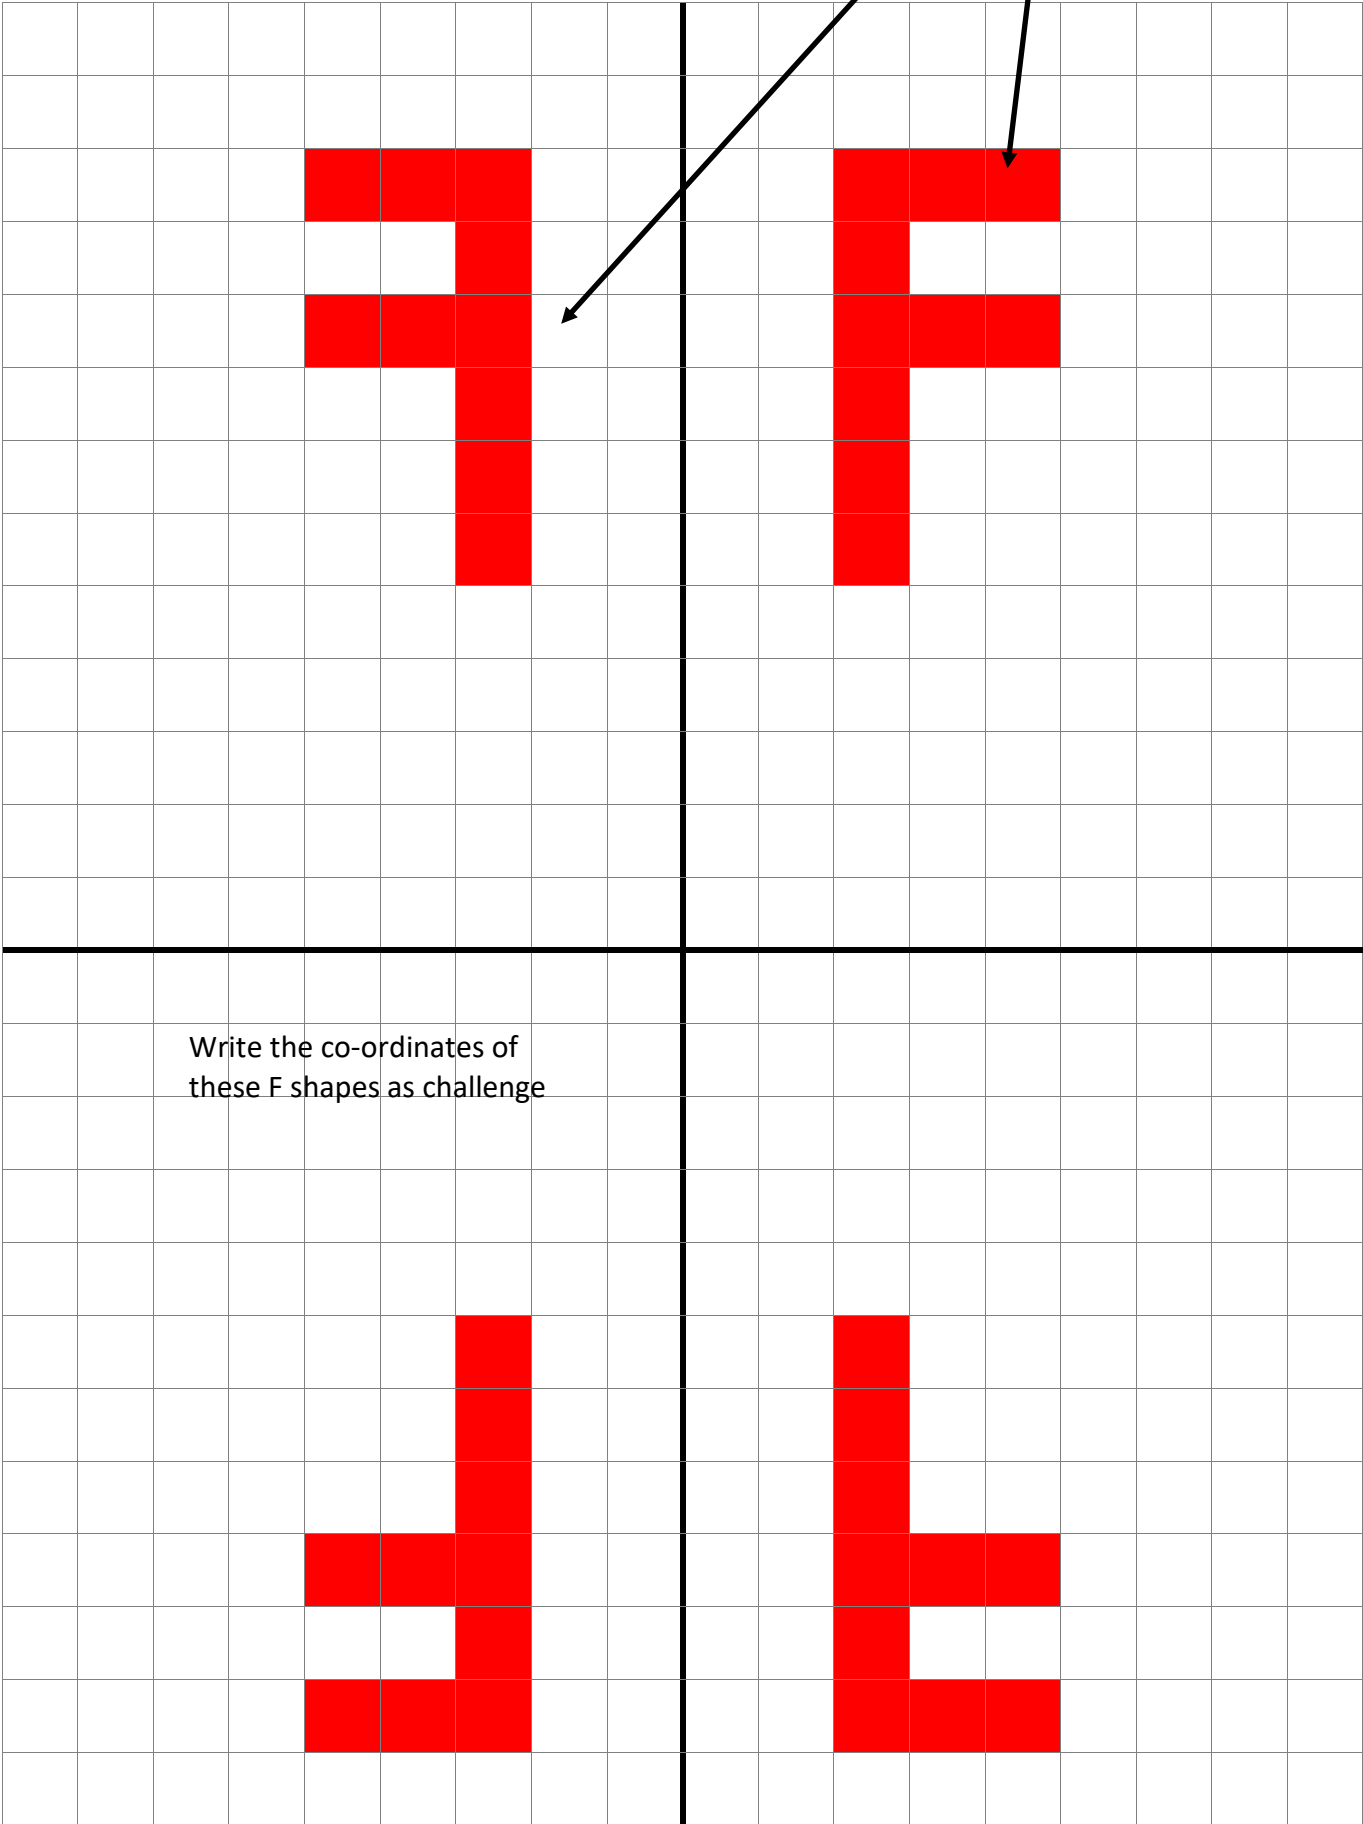 Write the co-ordinates of
these F shapes as challenge